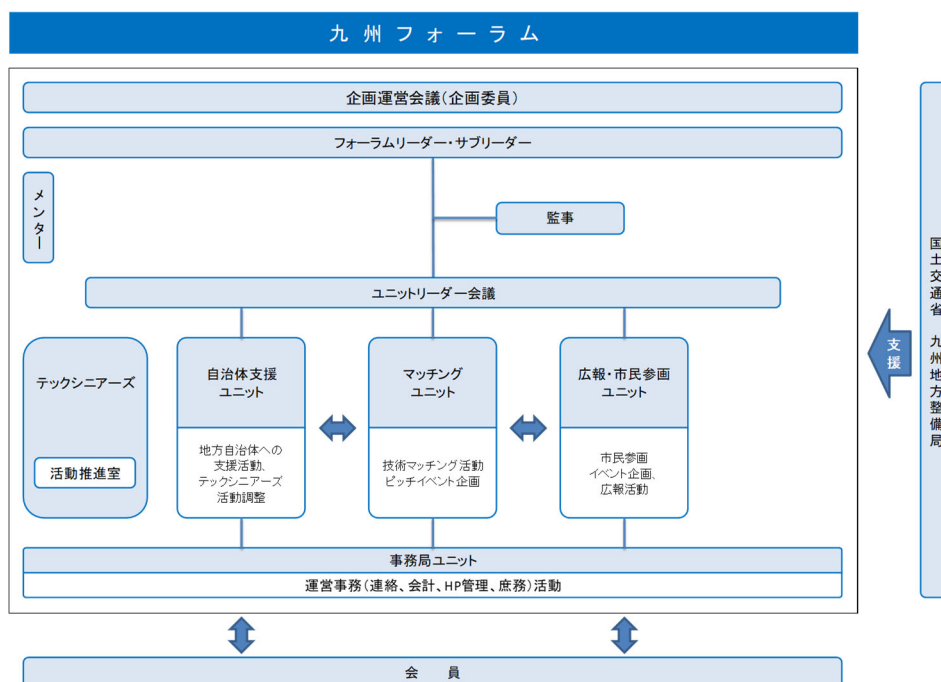 九州フォーラム
企画運営会議(企画委員)
フォーラムリーダー・サブリーダー
メンター
監事
ユニットリーダー会議
テックシニアーズ
活動推進室
自治体支援
ユニット
地方自治体への
支援活動、
テックシニアーズ
活動調整
マッチング
ユニット
技術マッチング活動
ピッチイベント企画
広報・市民参画
ユニット
市民参画
イベント企画、
広報活動
事務局ユニット
運営事務(連絡、会計、HP管理、庶務)活動
会員
支援
国土交通省 九州地方整備局